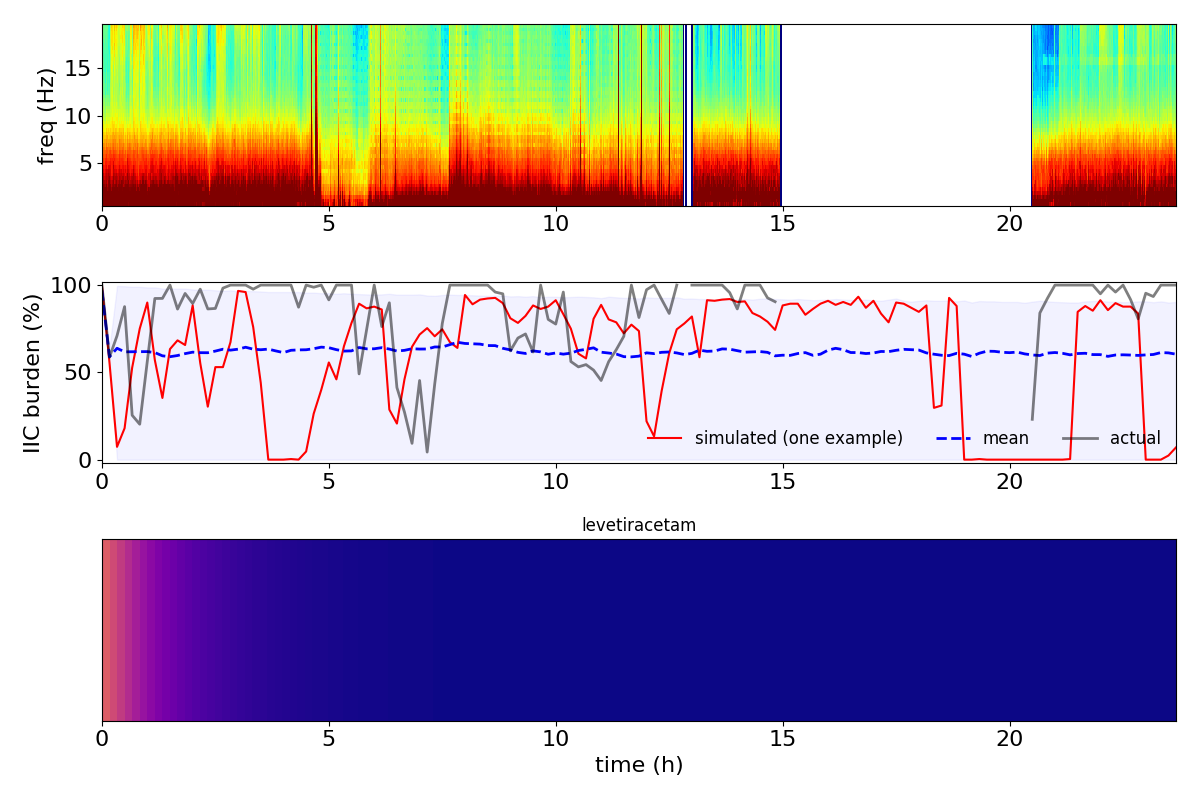 freq (Hz)
15
10
5
0 5 10 15 20
IIC burden (%)
100
50
0
simulated (one example) mean actual
0 5 10 15 20
levetiracetam
0 5 10 15 20
time (h)